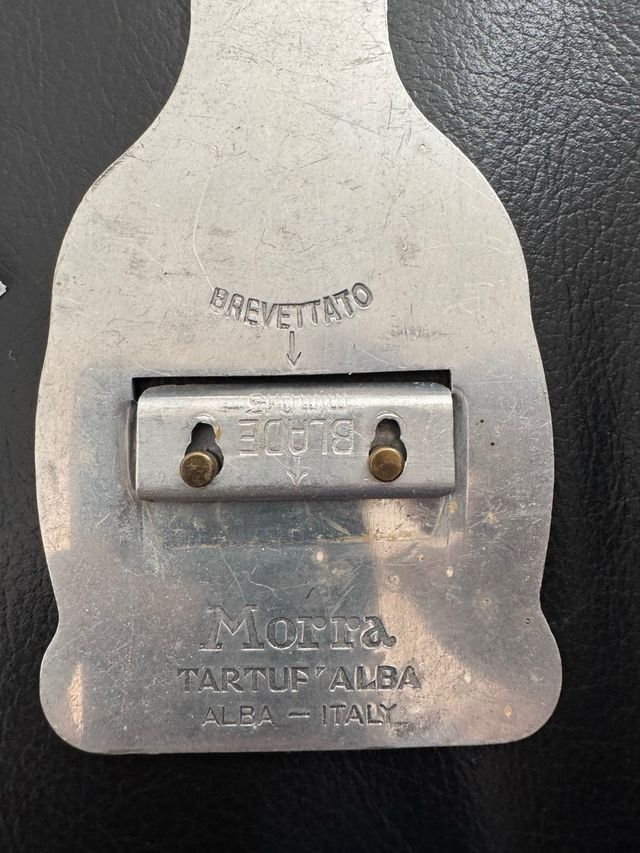 BREVETTATO
BLADE
Morra
TARTUF'ALBA
ALBA - ITALY